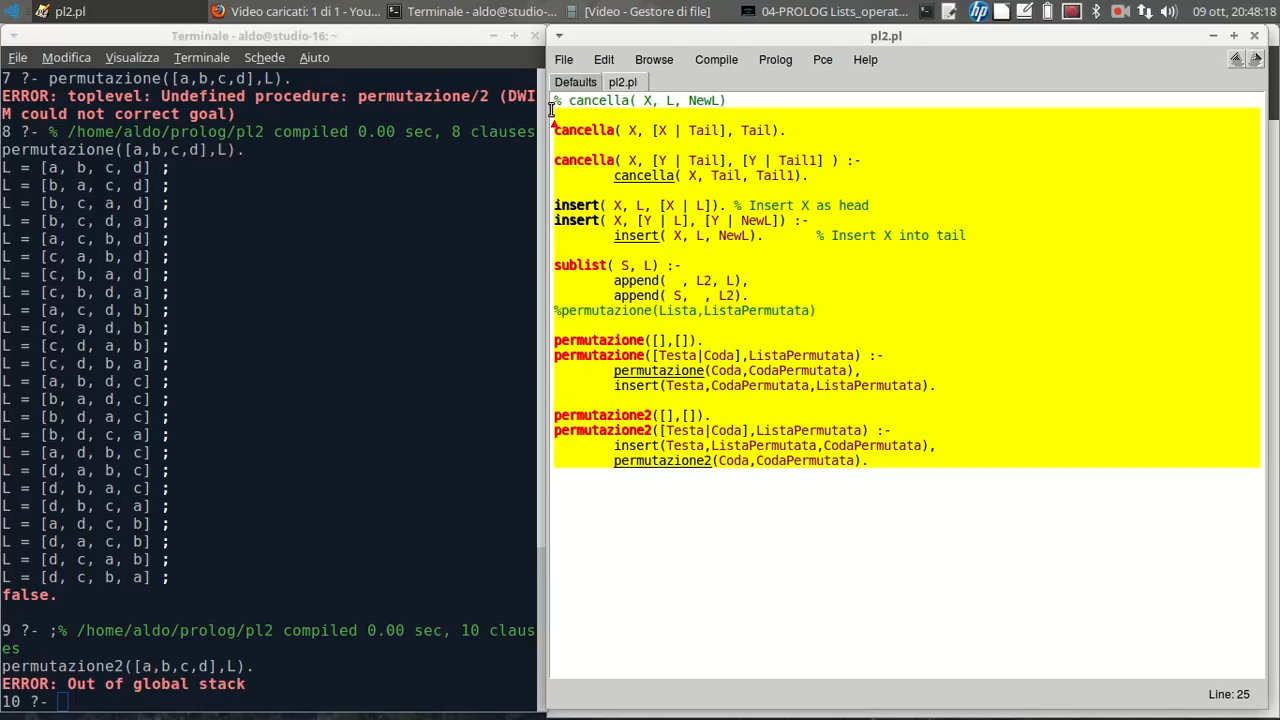 pl2.pl
Video caricati: 1 di 1 - You...
Terminale - aldo@studio-...
[Video - Gestore di file]
04-PROLOG Lists_operat...
09 ott, 20:48:18
Terminale - aldo@studio-16: ~
File Modifica Visualizza Terminale Schede Aiuto
7 ?- permutazione([a,b,c,d],L).
ERROR: toplevel: Undefined procedure: permutazione/2 (DWI
M could not correct goal)
8 ?- % /home/aldo/prolog/pl2 compiled 0.00 sec, 8 clauses
permutazione([a,b,c,d],L).
L = [a, b, c, d] ;
L = [b, a, c, d] ;
L = [b, c, a, d] ;
L = [b, c, d, a] ;
L = [a, c, b, d] ;
L = [c, a, b, d] ;
L = [c, b, a, d] ;
L = [c, b, d, a] ;
L = [a, c, d, b] ;
L = [c, a, d, b] ;
L = [c, d, a, b] ;
L = [c, d, b, a] ;
L = [a, b, d, c] ;
L = [b, a, d, c] ;
L = [b, d, a, c] ;
L = [b, d, c, a] ;
L = [a, d, b, c] ;
L = [d, a, b, c] ;
L = [d, b, a, c] ;
L = [d, b, c, a] ;
L = [a, d, c, b] ;
L = [d, a, c, b] ;
L = [d, c, a, b] ;
L = [d, c, b, a] ;
false.
9 ?- ;% /home/aldo/prolog/pl2 compiled 0.00 sec, 10 claus
es
permutazione2([a,b,c,d],L).
ERROR: Out of global stack
10 ?-
pl2.pl
File Edit Browse Compile Prolog Pce Help
Defaults pl2.pl
% cancella( X, L, NewL)
cancella( X, [X | Tail], Tail).
cancella( X, [Y | Tail], [Y | Tail1] ) :-
cancella( X, Tail, Tail1).
insert( X, L, [X | L]). % Insert X as head
insert( X, [Y | L], [Y | NewL]) :-
insert( X, L, NewL). % Insert X into tail
sublist( S, L) :-
append( _, L2, L),
append( S, _, L2).
%permutazione(Lista,ListaPermutata)
permutazione([],[]).
permutazione([Testa|Coda],ListaPermutata) :-
permutazione(Coda,CodaPermutata),
insert(Testa,CodaPermutata,ListaPermutata).
permutazione2([],[]).
permutazione2([Testa|Coda],ListaPermutata) :-
insert(Testa,ListaPermutata,CodaPermutata),
permutazione2(Coda,CodaPermutata).
Line: 25